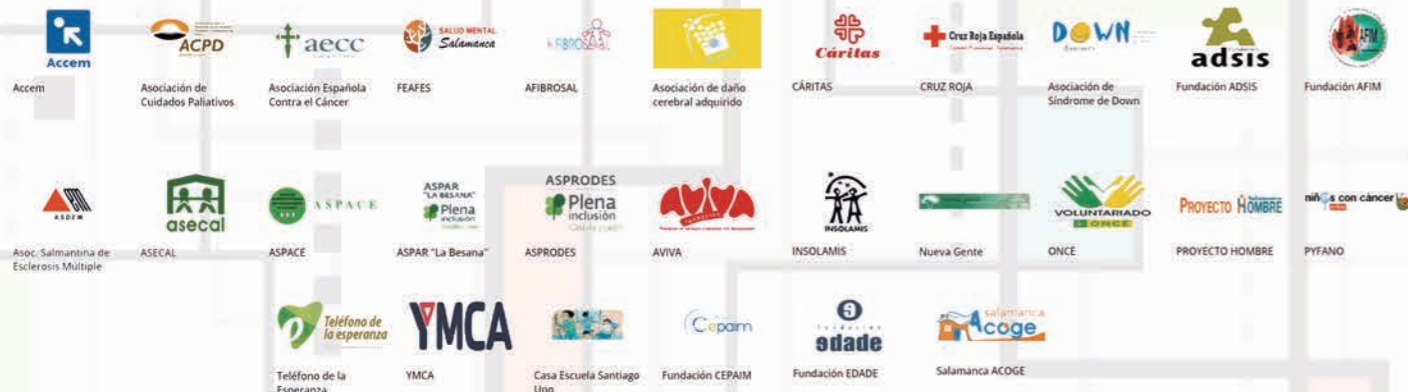 Accem
ACPD
aecc
SALUD MENTAL
Salamanca
Cáritas
Cruz Roja Española
DOWN
adsis
AFIM
Accem
Asociación de
Cuidados Paliativos
Asociación Española
Contra el Cáncer
FEAFES
AFIBROSAL
Asociación de daño
cerebral adquirido
CÁRITAS
CRUZ ROJA
Asociación de
Síndrome de Down
Fundación ADSIS
Fundación AFIM
ASDEM
asecal
ASPACE
ASPAR
"LA BESANA"
Plena
inclusión
ASPRODES
Plena
inclusión
INSOLAMIS
VOLUNTARIADO
ONCE
PROYECTO HOMBRE
niños con cáncer
Asoc. Salmantina de
Esclerosis Múltiple
ASECAL
ASPACE
ASPAR "La Besana"
ASPRODES
AVIVA
INSOLAMIS
Nueva Gente
ONCE
PROYECTO HOMBRE
PYFANO
Teléfono de
la esperanza
YMCA
Cepaim
edade
salamanca
Acoge
Teléfono de la
Esperanza
YMCA
Casa Escuela Santiago
Uno
Fundación CEPAIM
Fundación EDADE
Salamanca ACOGE